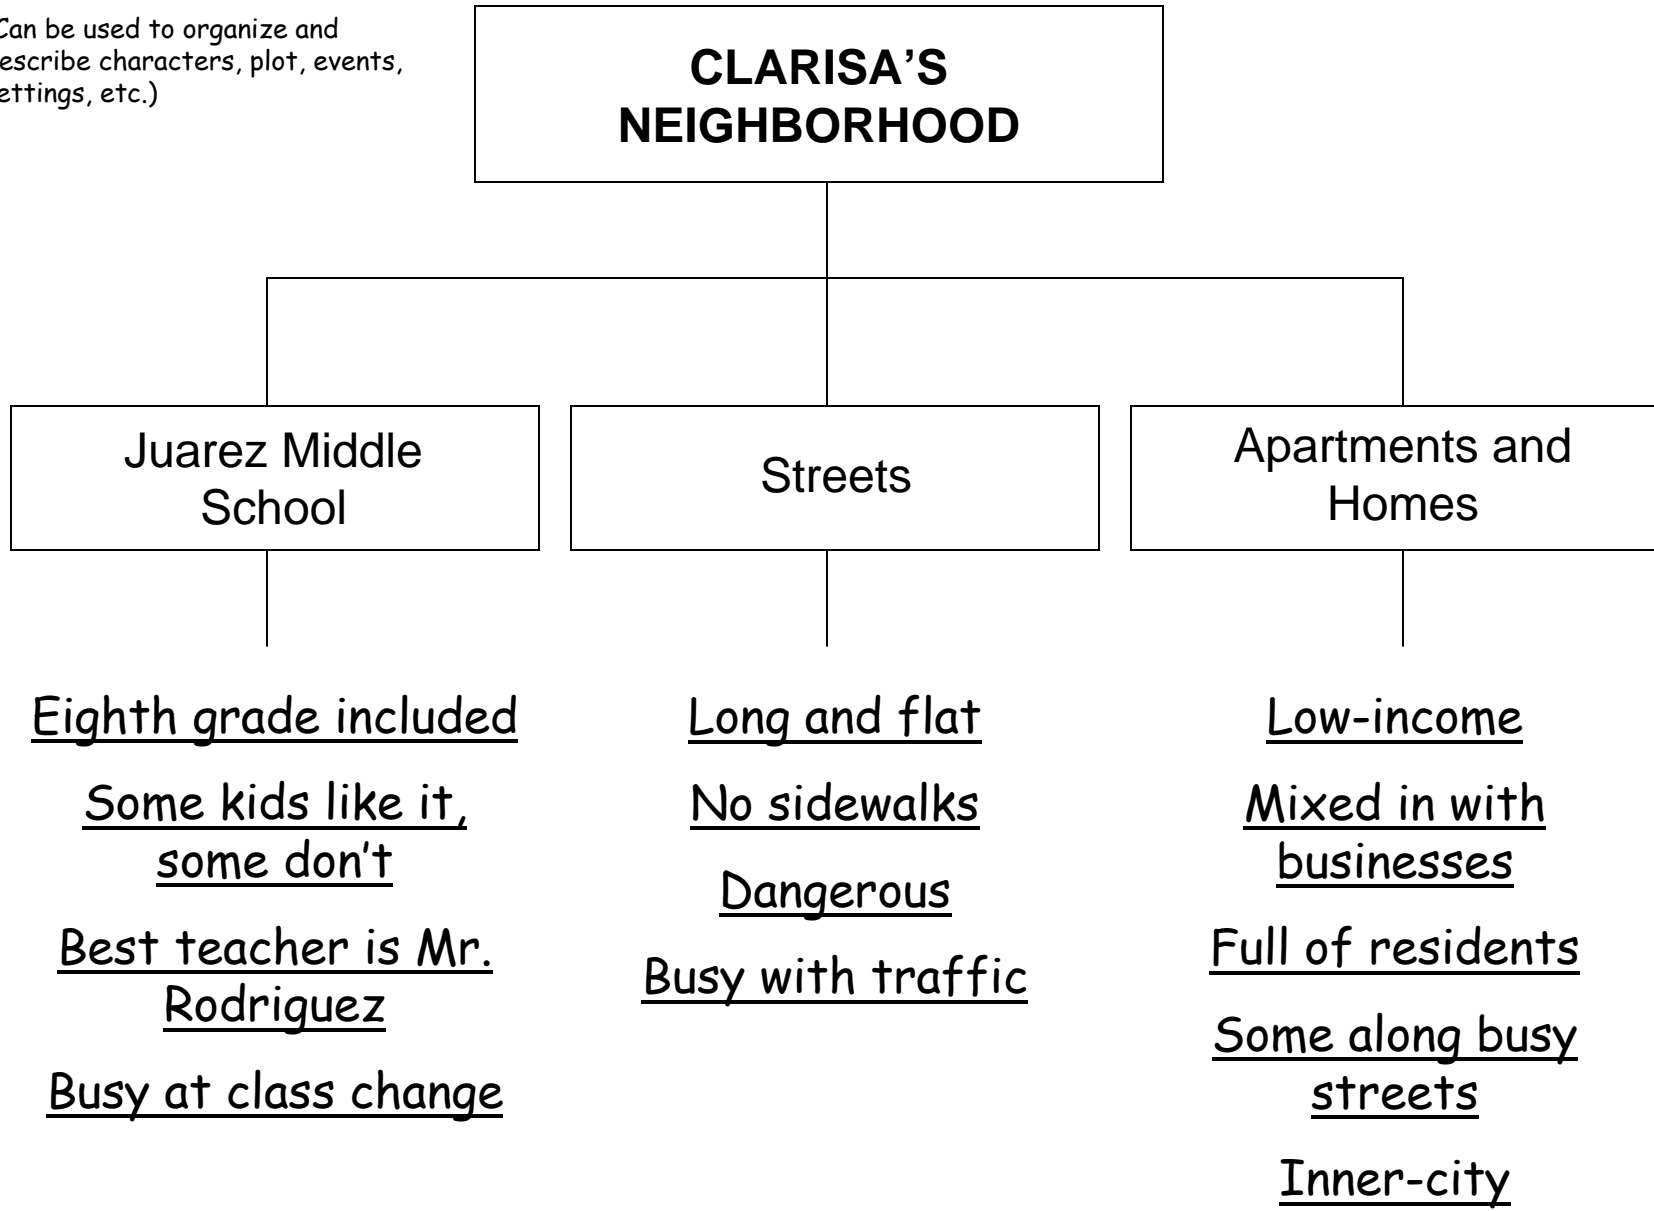 Can be used to organize and
escribe characters, plot, events,
ettings, etc.)
CLARISA’S
NEIGHBORHOOD
Juarez Middle
School
Streets
Apartments and
Homes
Eighth grade included
Some kids like it,
some don’t
Best teacher is Mr.
Rodriguez
Busy at class change
Long and flat
No sidewalks
Dangerous
Busy with traffic
Low-income
Mixed in with
businesses
Full of residents
Some along busy
streets
Inner-city